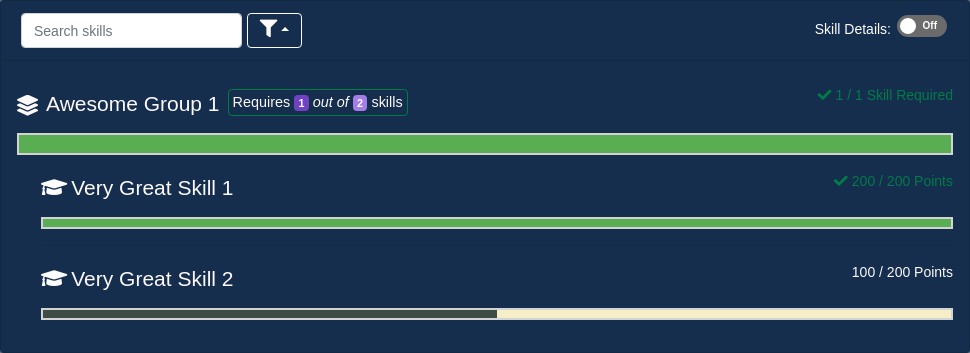 Search skills
Skill Details: Off
Awesome Group 1 Requires 1 out of 2 skills
1 / 1 Skill Required
Very Great Skill 1
200 / 200 Points
Very Great Skill 2
100 / 200 Points